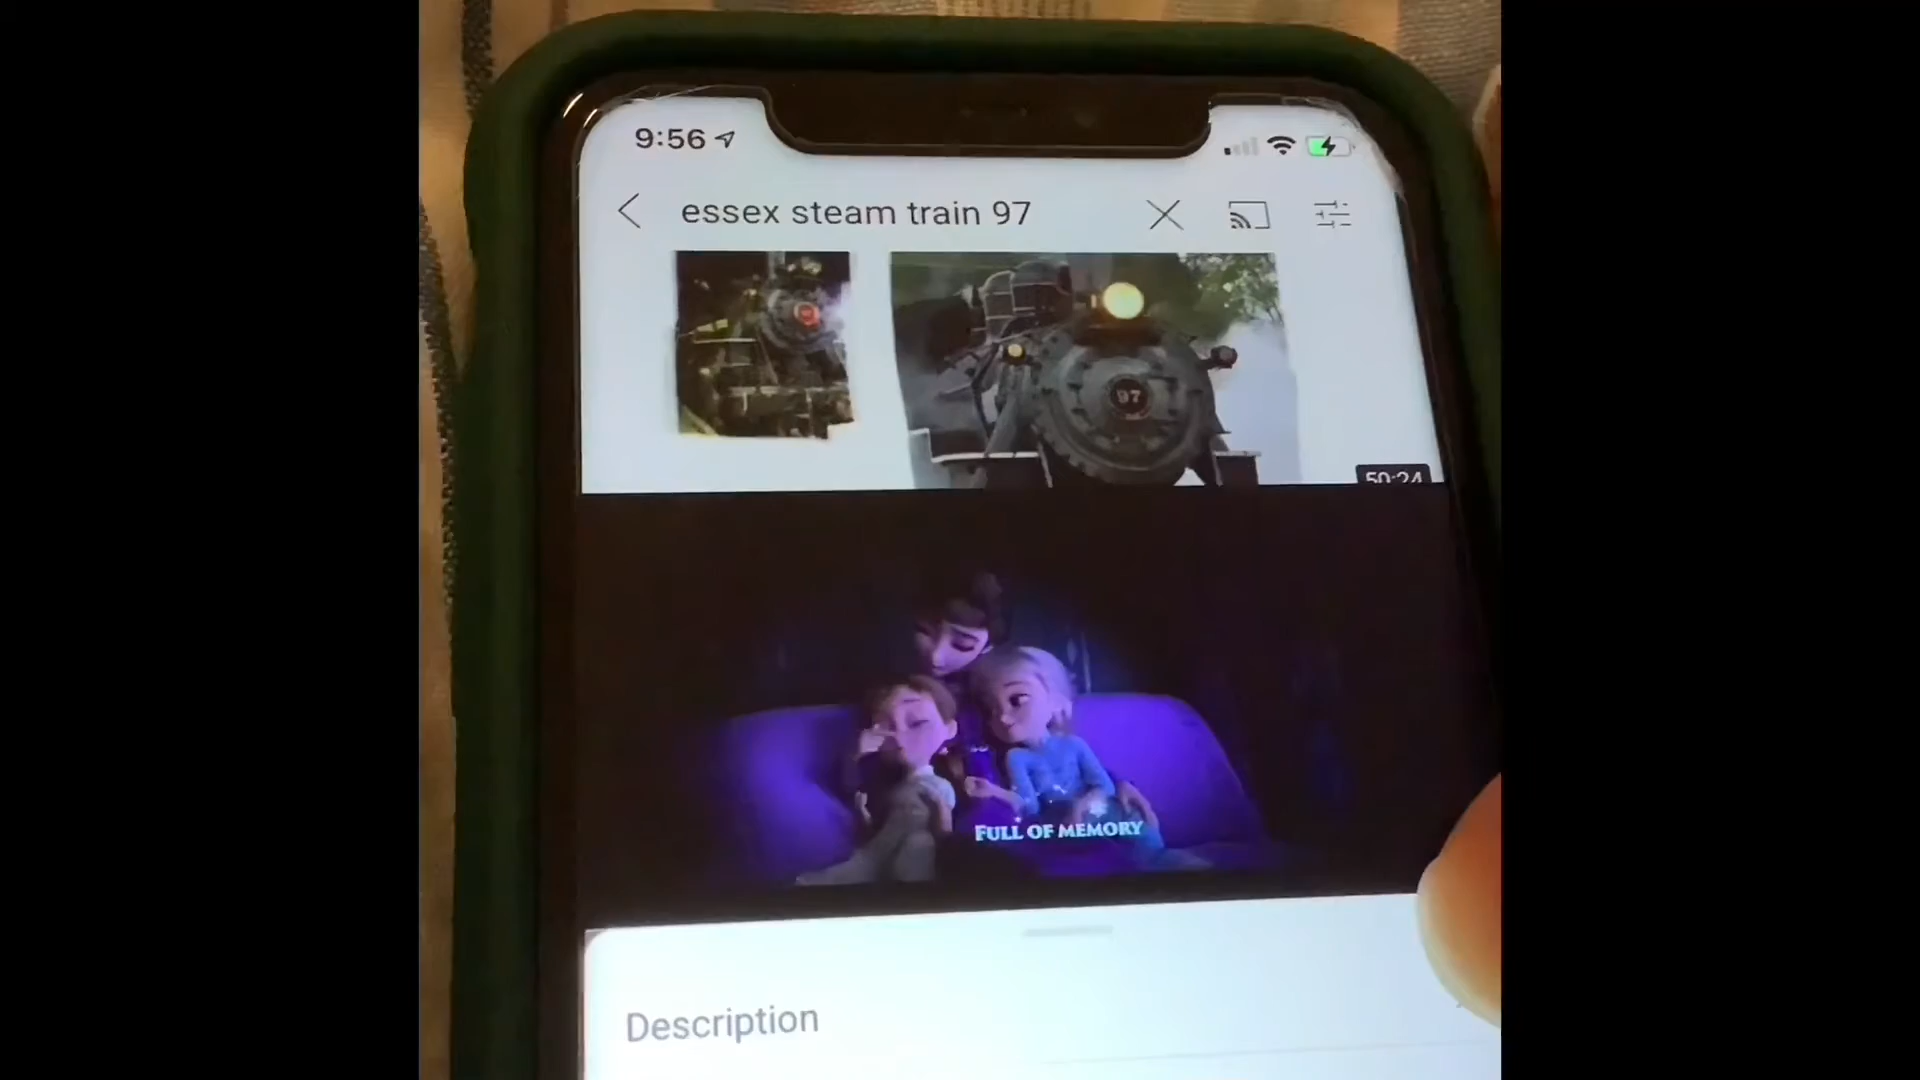 9:56
essex steam train 97
97
50:24
FULL OF MEMORY
Description